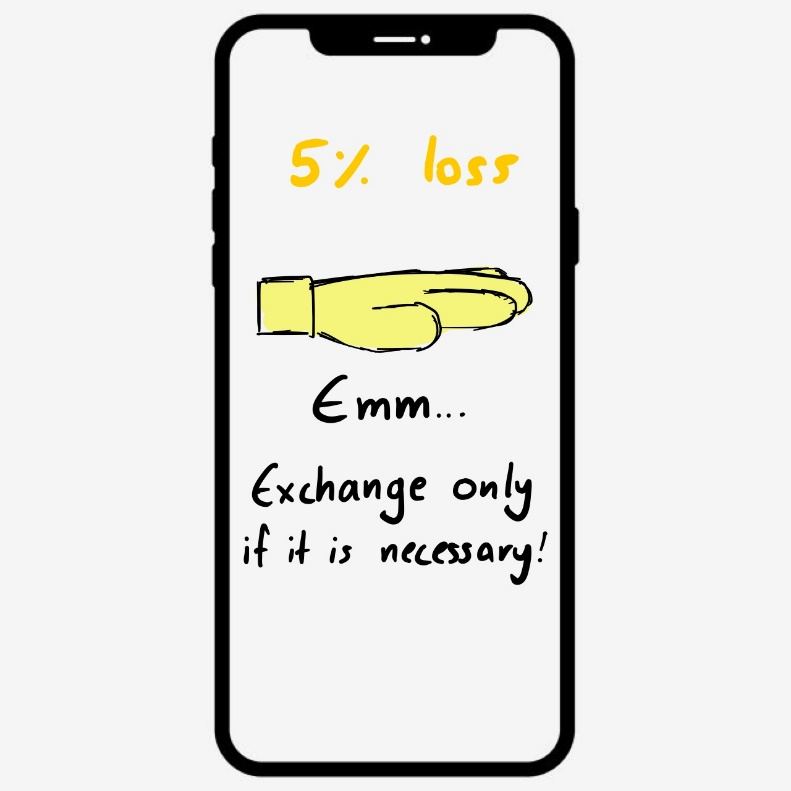 5% loss
Emm...
Exchange only
if it is necessary!